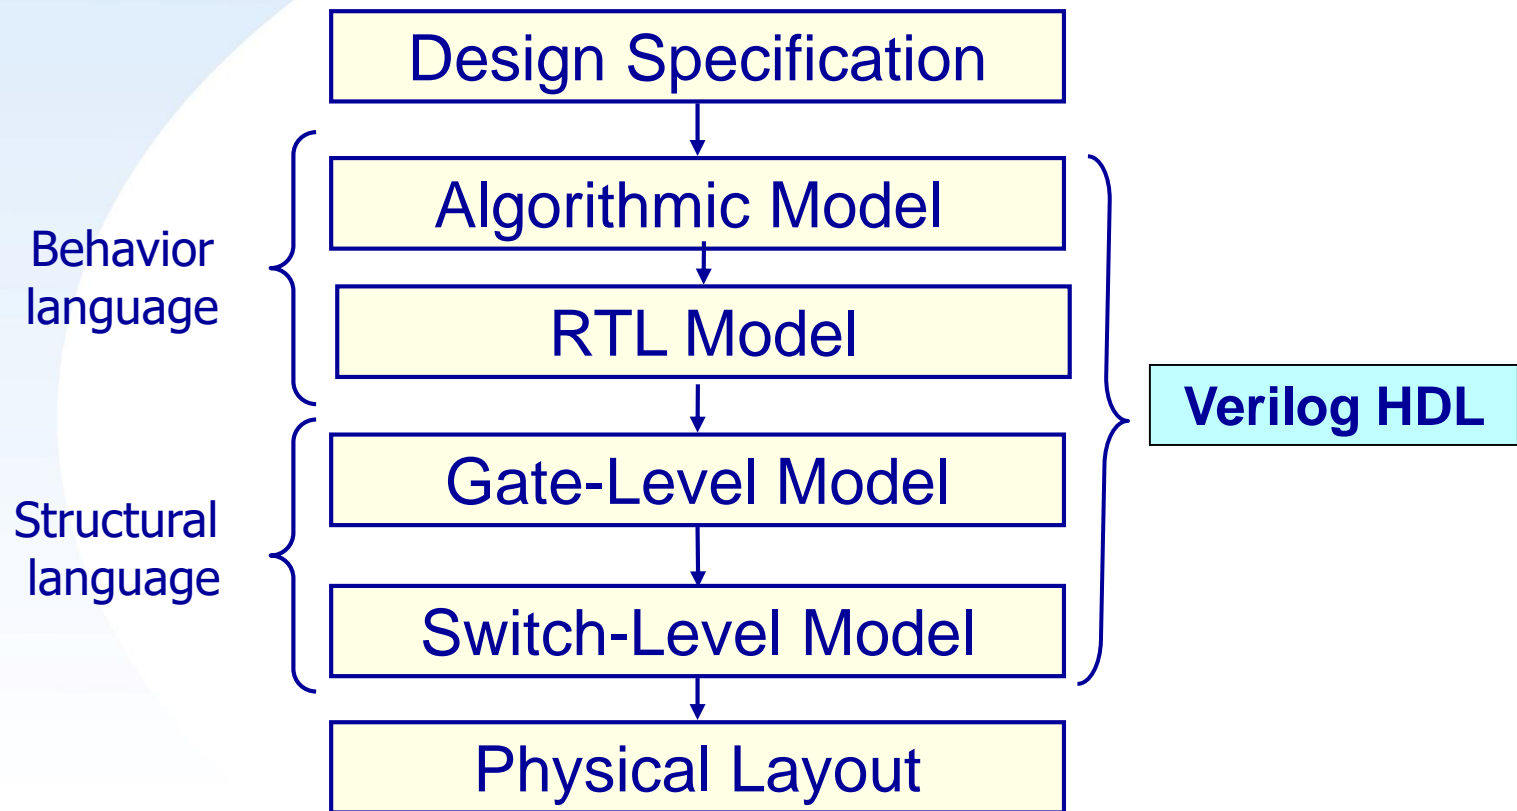 Design Specification
Algorithmic Model
Behavior
language
RTL Model
Verilog HDL
Gate-Level Model
Structural
language
Switch-Level Model
Physical Layout